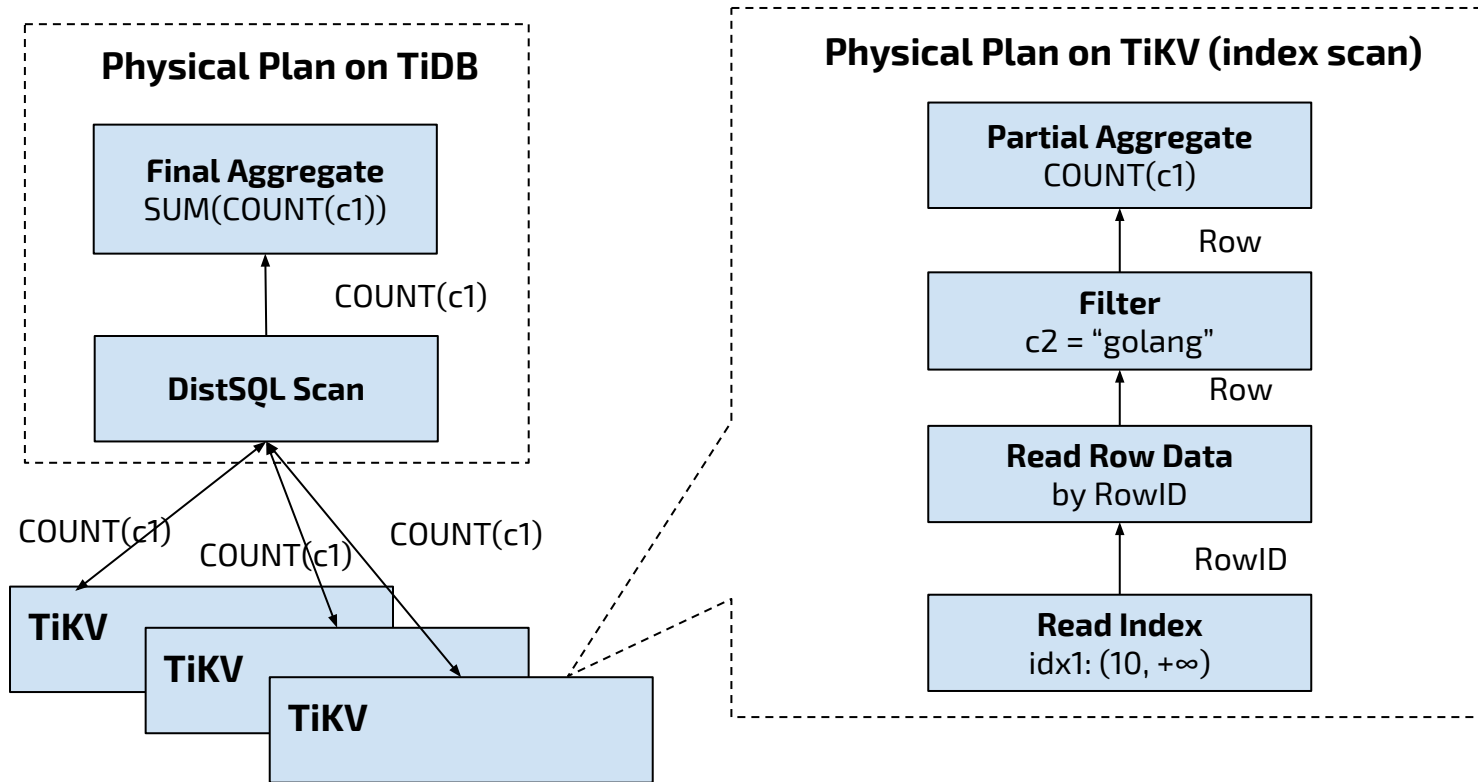 Physical Plan on TiDB
Final Aggregate
SUM(COUNT(c1))
COUNT(c1)
DistSQL Scan
COUNT(c1)
COUNT(c1)
COUNT(c1)
TiKV
TiKV
TiKV
Physical Plan on TiKV (index scan)
Partial Aggregate
COUNT(c1)
Row
Filter
c2 = “golang”
Row
Read Row Data
by RowID
RowID
Read Index
idx1: (10, +∞)